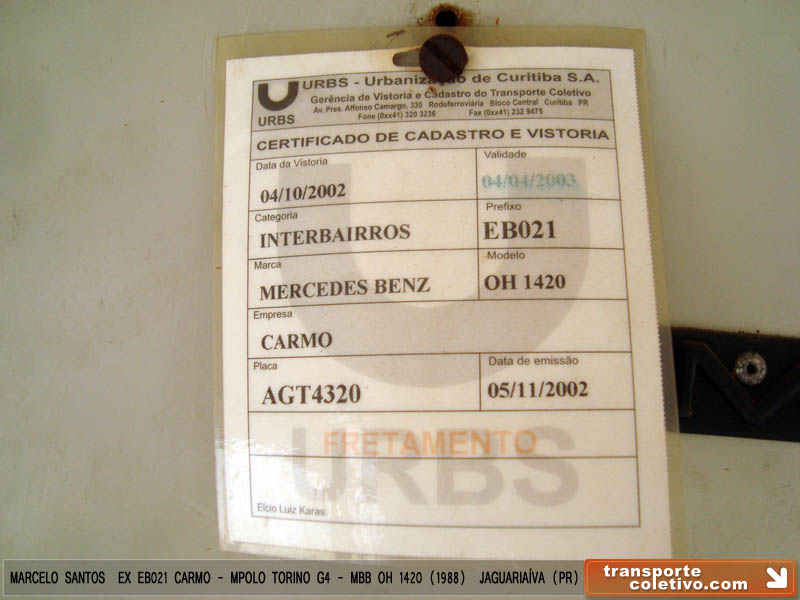 URBS - Urbanização de Curitiba S.A.
Gerência de Vistoria e Cadastro do Transporte Coletivo
Av. Pres. Affonso Camargo, 330 Rodoferroviária Bloco Central Curitiba PR
Fone (0xx41) 320 3236 Fax (0xx41) 232 9475
URBS
CERTIFICADO DE CADASTRO E VISTORIA
Data da Vistoria Validade
04/10/2002 04/04/2003
Categoria Prefixo
INTERBAIRROS EB021
Marca Modelo
MERCEDES BENZ OH 1420
Empresa
CARMO
Placa Data de emissão
AGT4320 05/11/2002
FRETAMENTO
URBS
Elcio Luiz Karas
MARCELO SANTOS EX EB021 CARMO - MPOLO TORINO G4 - MBB OH 1420 (1988) JAGUARIAÍVA (PR)
transporte
coletivo.com